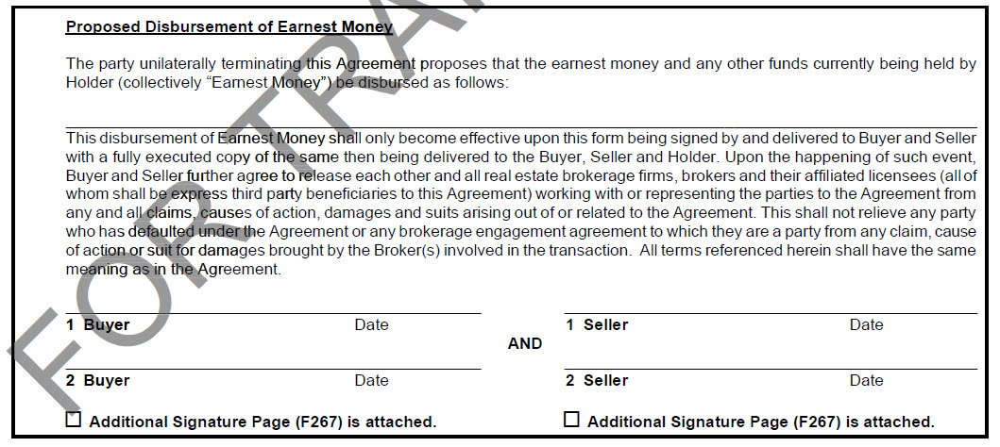 Proposed Disbursement of Earnest Money
The party unilaterally terminating this Agreement proposes that the earnest money and any other funds currently being held by
Holder (collectively “Earnest Money”) be disbursed as follows:
This disbursement of Earnest Money shall only become effective upon this form being signed by and delivered to Buyer and Seller
with a fully executed copy of the same then being delivered to the Buyer, Seller and Holder. Upon the happening of such event,
Buyer and Seller further agree to release each other and all real estate brokerage firms, brokers and their affiliated licensees (all of
whom shall be express third party beneficiaries to this Agreement) working with or representing the parties to the Agreement from
any and all claims, causes of action, damages and suits arising out of or related to the Agreement. This shall not relieve any party
who has defaulted under the Agreement or any brokerage engagement agreement to which they are a party from any claim, cause
of action or suit for damages brought by the Broker(s) involved in the transaction. All terms referenced herein shall have the same
meaning as in the Agreement.
1 Buyer Date 1 Seller Date
AND
2 Buyer Date 2 Seller Date
Additional Signature Page (F267) is attached. Additional Signature Page (F267) is attached.
FOR TRA